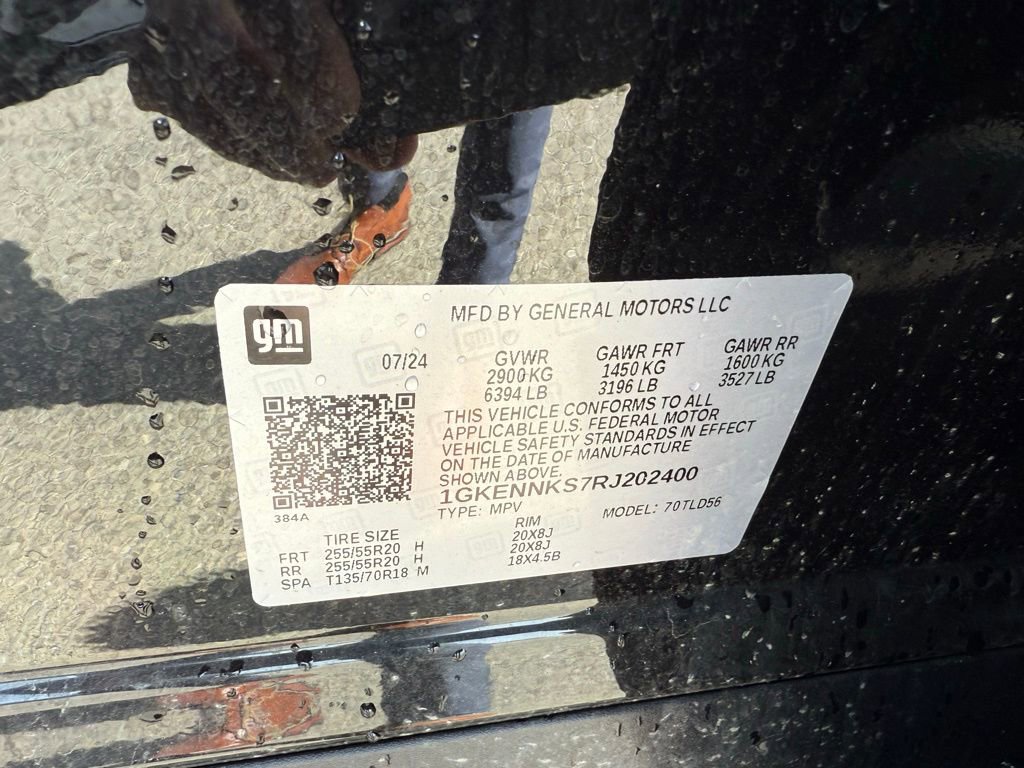 gm
MFD BY GENERAL MOTORS LLC
07/24
GVWR GAWR FRT GAWR RR
2900 KG 1450 KG 1600 KG
6394 LB 3196 LB 3527 LB
THIS VEHICLE CONFORMS TO ALL
APPLICABLE U.S. FEDERAL MOTOR
VEHICLE SAFETY STANDARDS IN EFFECT
ON THE DATE OF MANUFACTURE
SHOWN ABOVE.
1GKENNKS7RJ202400
TYPE: MPV MODEL: 70TLD56
384A
TIRE SIZE RIM
FRT 255/55R20 H 20X8J
RR 255/55R20 H 20X8J
SPA T135/70R18 M 18X4.5B